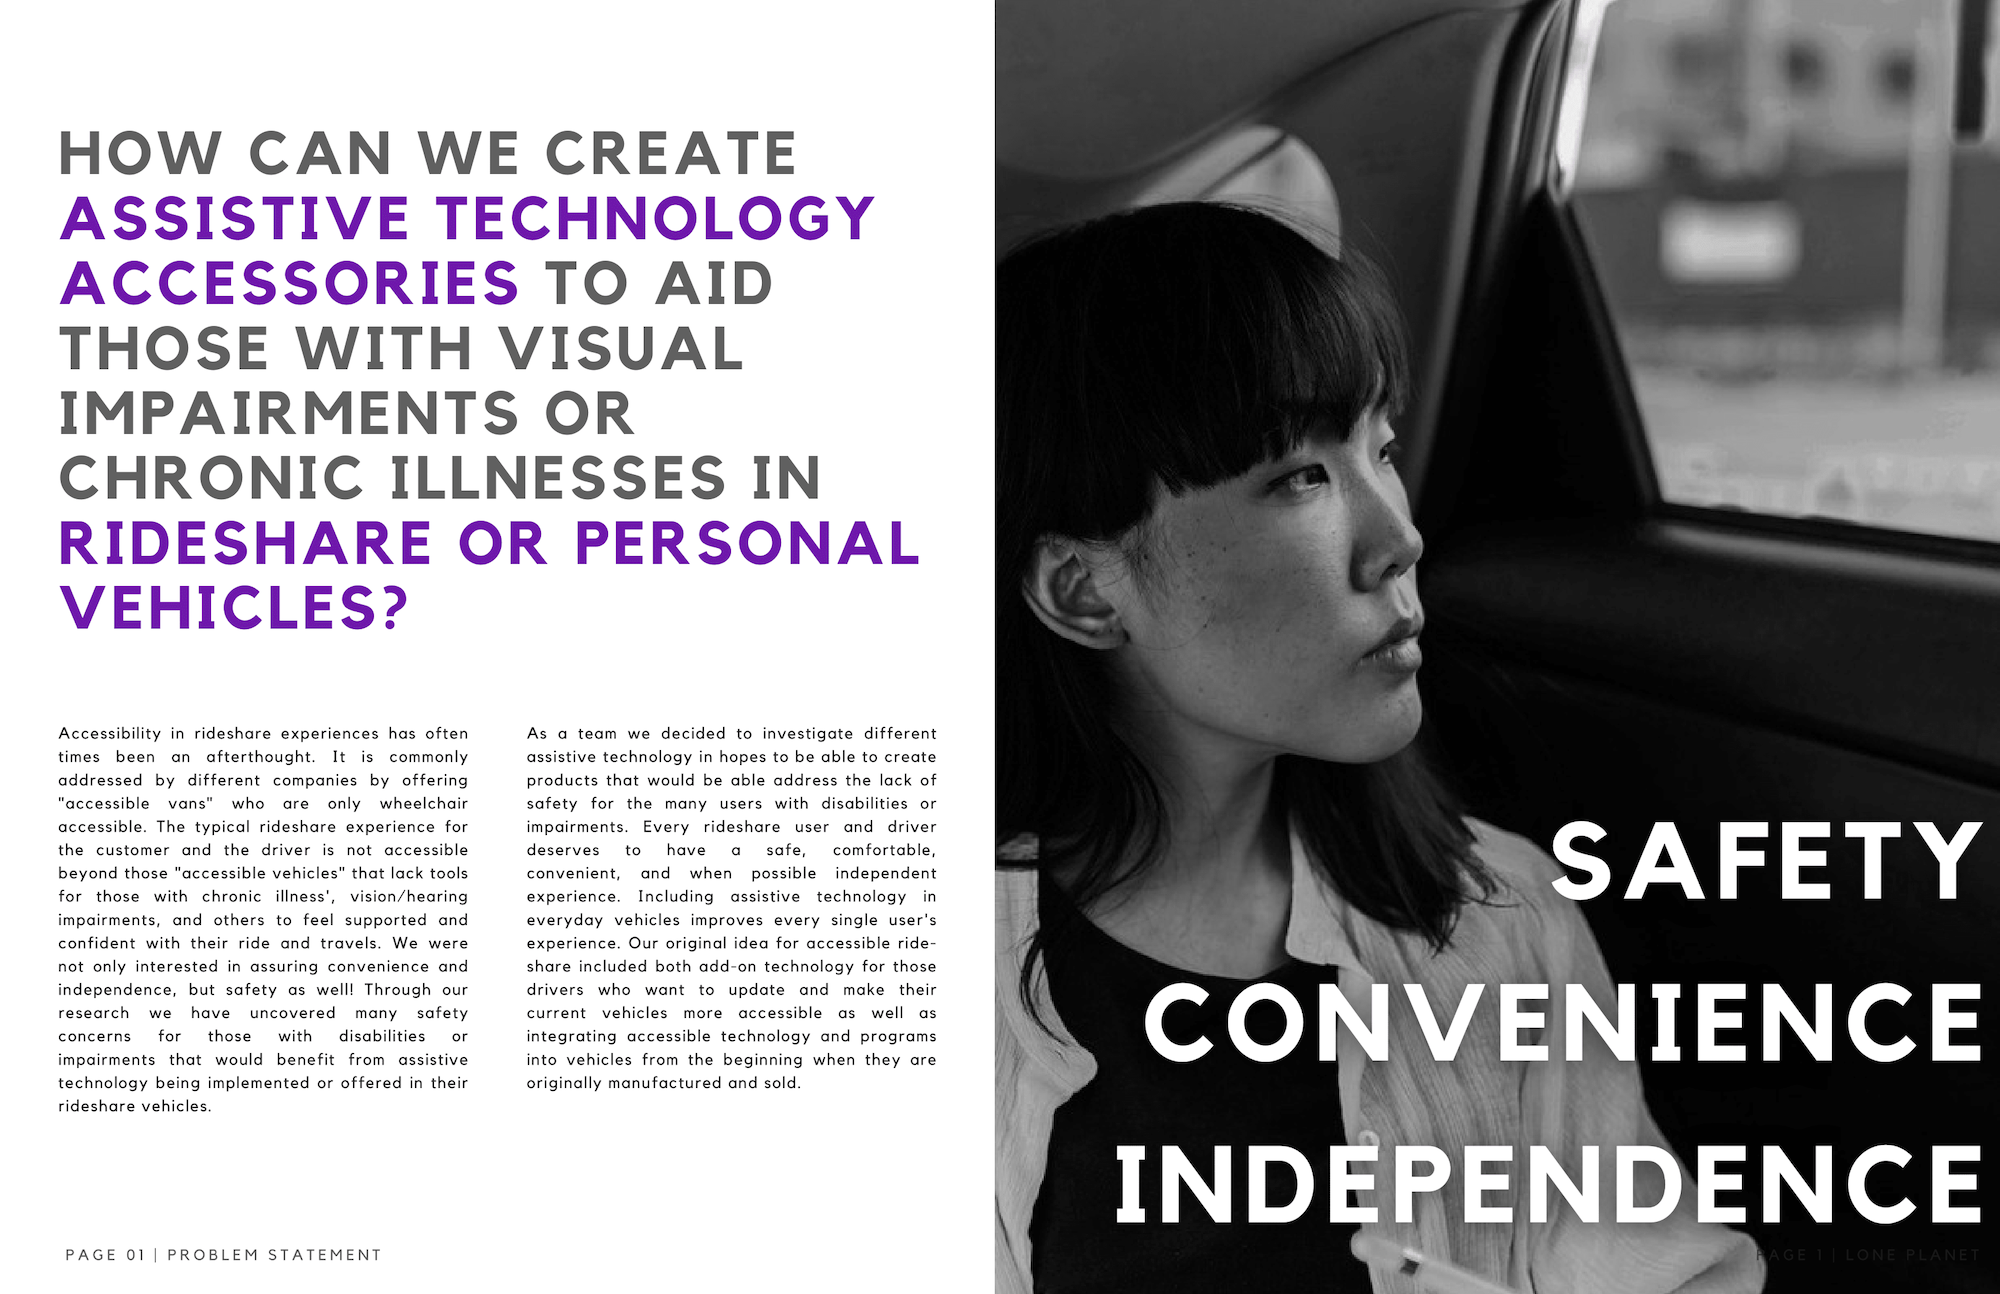 HOW CAN WE CREATE
ASSISTIVE TECHNOLOGY
ACCESSORIES TO AID
THOSE WITH VISUAL
IMPAIRMENTS OR
CHRONIC ILLNESSES IN
RIDESHARE OR PERSONAL
VEHICLES?
Accessibility in rideshare experiences has often
times been an afterthought. It is commonly
addressed by different companies by offering
"accessible vans" who are only wheelchair
accessible. The typical rideshare experience for
the customer and the driver is not accessible
beyond those "accessible vehicles" that lack tools
for those with chronic illness', vision/hearing
impairments, and others to feel supported and
confident with their ride and travels. We were
not only interested in assuring convenience and
independence, but safety as well! Through our
research we have uncovered many safety
concerns for those with disabilities or
impairments that would benefit from assistive
technology being implemented or offered in their
rideshare vehicles.
As a team we decided to investigate different
assistive technology in hopes to be able to create
products that would be able address the lack of
safety for the many users with disabilities or
impairments. Every rideshare user and driver
deserves to have a safe, comfortable,
convenient, and when possible independent
experience. Including assistive technology in
everyday vehicles improves every single user's
experience. Our original idea for accessible ride-
share included both add-on technology for those
drivers who want to update and make their
current vehicles more accessible as well as
integrating accessible technology and programs
into vehicles from the beginning when they are
originally manufactured and sold.
PAGE 01 | PROBLEM STATEMENT
SAFETY
CONVENIENCE
INDEPENDENCE
PAGE 1 | LONE PLANET